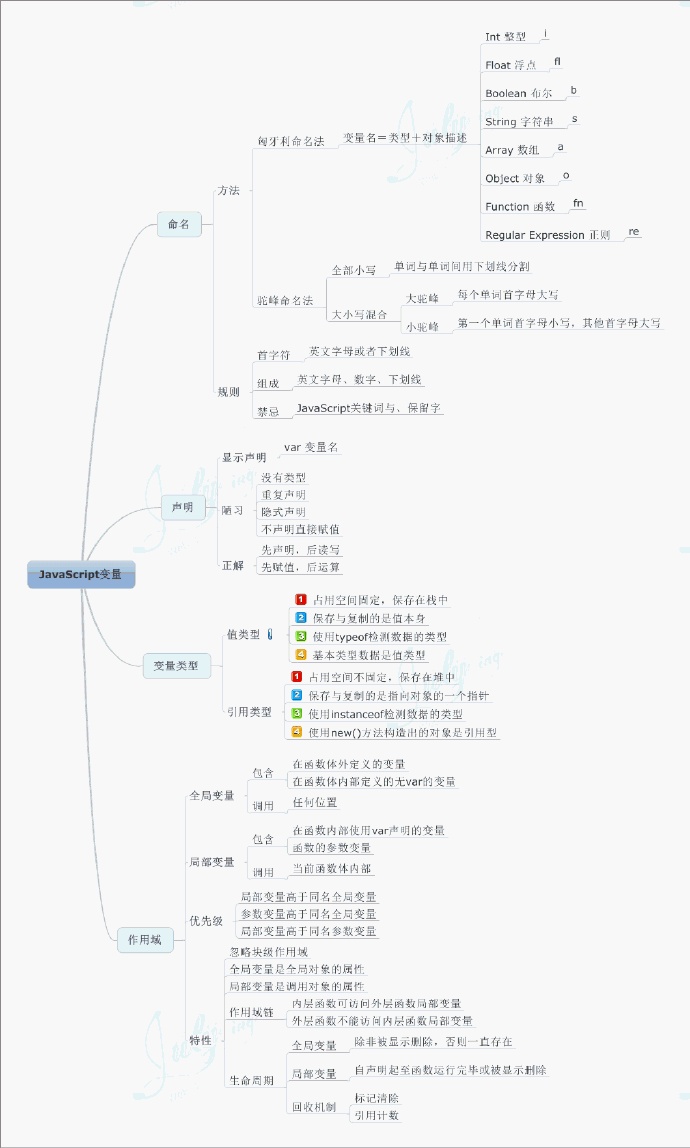 JavaScript变量
命名
方法
匈牙利命名法
变量名＝类型＋对象描述
Int 整型 i
Float 浮点 fl
Boolean 布尔 b
String 字符串 s
Array 数组 a
Object 对象 o
Function 函数 fn
Regular Expression 正则 re
驼峰命名法
全部小写
单词与单词间用下划线分割
大小写混合
大驼峰
每个单词首字母大写
小驼峰
第一个单词首字母小写，其他首字母大写
规则
首字符
英文字母或者下划线
组成
英文字母、数字、下划线
禁忌
JavaScript关键词与、保留字
声明
显示声明
var 变量名
陋习
没有类型
重复声明
隐式声明
不声明直接赋值
正解
先声明，后读写
先赋值，后运算
变量类型
值类型
1 占用空间固定，保存在栈中
2 保存与复制的是值本身
3 使用typeof检测数据的类型
4 基本类型数据是值类型
引用类型
1 占用空间不固定，保存在堆中
2 保存与复制的是指向对象的一个指针
3 使用instanceof检测数据的类型
4 使用new()方法构造出的对象是引用型
作用域
全局变量
包含
在函数体外定义的变量
在函数体内部定义的无var的变量
调用
任何位置
局部变量
包含
在函数内部使用var声明的变量
函数的参数变量
调用
当前函数体内部
优先级
局部变量高于同名全局变量
参数变量高于同名全局变量
局部变量高于同名参数变量
特性
忽略块级作用域
全局变量是全局对象的属性
局部变量是调用对象的属性
作用域链
内层函数可访问外层函数局部变量
外层函数不能访问内层函数局部变量
生命周期
全局变量
除非被显示删除，否则一直存在
局部变量
自声明起至函数运行完毕或被显示删除
回收机制
标记清除
引用计数